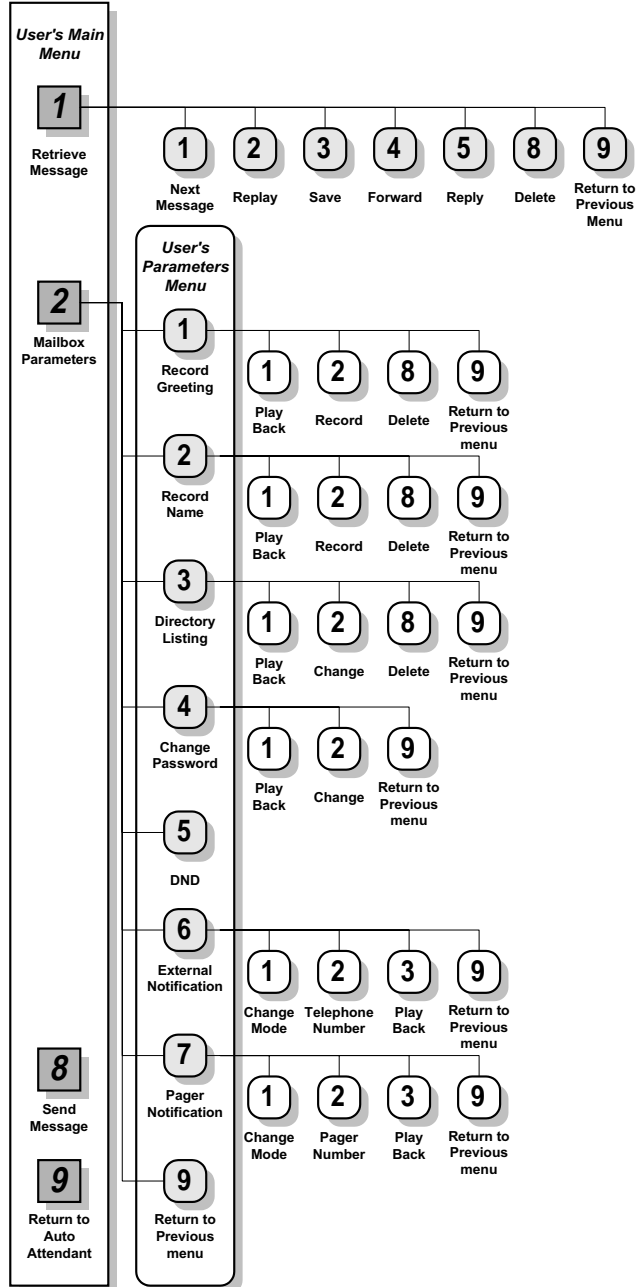 User's Main
Menu
1
Retrieve
Message
1
Next
Message
2
Replay
3
Save
4
Forward
5
Reply
8
Delete
9
Return to
Previous
Menu
2
Mailbox
Parameters
User's
Parameters
Menu
1
Record
Greeting
1
Play
Back
2
Record
8
Delete
9
Return to
Previous
menu
2
Record
Name
1
Play
Back
2
Record
8
Delete
9
Return to
Previous
menu
3
Directory
Listing
1
Play
Back
2
Change
8
Delete
9
Return to
Previous
menu
4
Change
Password
1
Play
Back
2
Change
9
Return to
Previous
menu
5
DND
6
External
Notification
1
Change
Mode
2
Telephone
Number
3
Play
Back
9
Return to
Previous
menu
7
Pager
Notification
1
Change
Mode
2
Pager
Number
3
Play
Back
9
Return to
Previous
menu
9
Return to
Previous
menu
8
Send
Message
9
Return to
Auto
Attendant